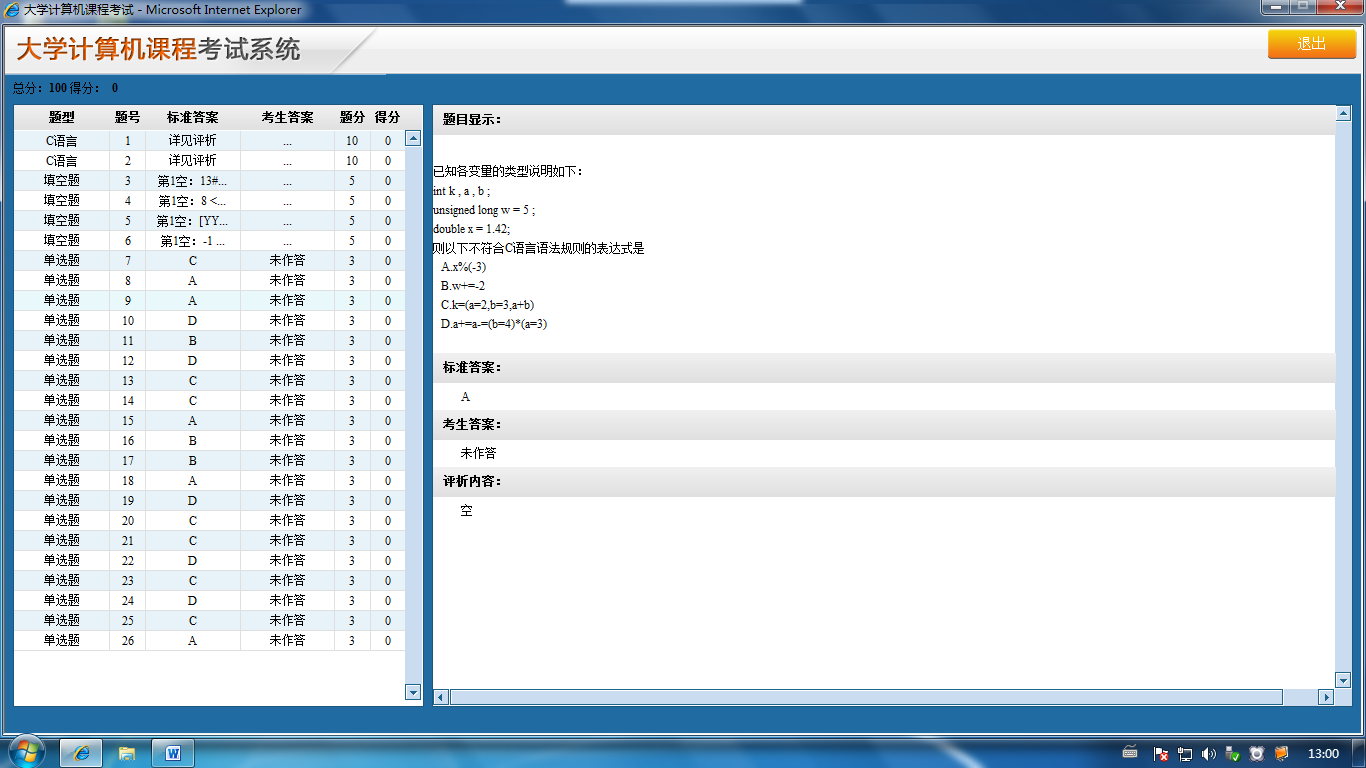 大学计算机课程考试 - Microsoft Internet Explorer
大学计算机课程考试系统
退出
总分：100 得分： 0
题型 题号 标准答案 考生答案 题分 得分
C语言 1 详见评析 ... 10 0
C语言 2 详见评析 ... 10 0
填空题 3 第1空：13#... ... 5 0
填空题 4 第1空：8 <... ... 5 0
填空题 5 第1空：[YY... ... 5 0
填空题 6 第1空：-1 ... ... 5 0
单选题 7 C 未作答 3 0
单选题 8 A 未作答 3 0
单选题 9 A 未作答 3 0
单选题 10 D 未作答 3 0
单选题 11 B 未作答 3 0
单选题 12 D 未作答 3 0
单选题 13 C 未作答 3 0
单选题 14 C 未作答 3 0
单选题 15 A 未作答 3 0
单选题 16 B 未作答 3 0
单选题 17 B 未作答 3 0
单选题 18 A 未作答 3 0
单选题 19 D 未作答 3 0
单选题 20 C 未作答 3 0
单选题 21 C 未作答 3 0
单选题 22 D 未作答 3 0
单选题 23 C 未作答 3 0
单选题 24 D 未作答 3 0
单选题 25 C 未作答 3 0
单选题 26 A 未作答 3 0
题目显示：
已知各变量的类型说明如下：
int k , a , b ;
unsigned long w = 5 ;
double x = 1.42;
则以下不符合C语言语法规则的表达式是
A.x%(-3)
B.w+=-2
C.k=(a=2,b=3,a+b)
D.a+=a-=(b=4)*(a=3)
标准答案：
A
考生答案：
未作答
评析内容：
空
13:00